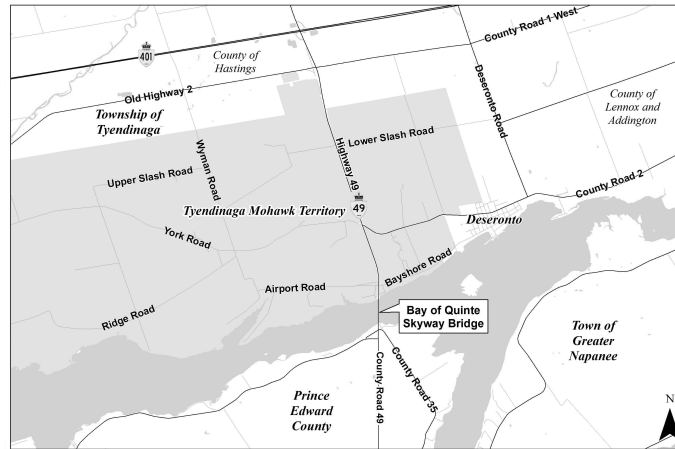 County Road 1 West
401
County of
Hastings
Old Highway 2
Deseronto Road
County of
Lennox and
Addington
Township of
Tyendinaga
Lower Slash Road
Highway 49
Wyman Road
Upper Slash Road
County Road 2
Tyendinaga Mohawk Territory
49
Deseronto
York Road
Bayshore Road
Airport Road
Ridge Road
Bay of Quinte
Skyway Bridge
Town of
Greater
Napanee
County Road 49
County Road 35
Prince
Edward
County
N